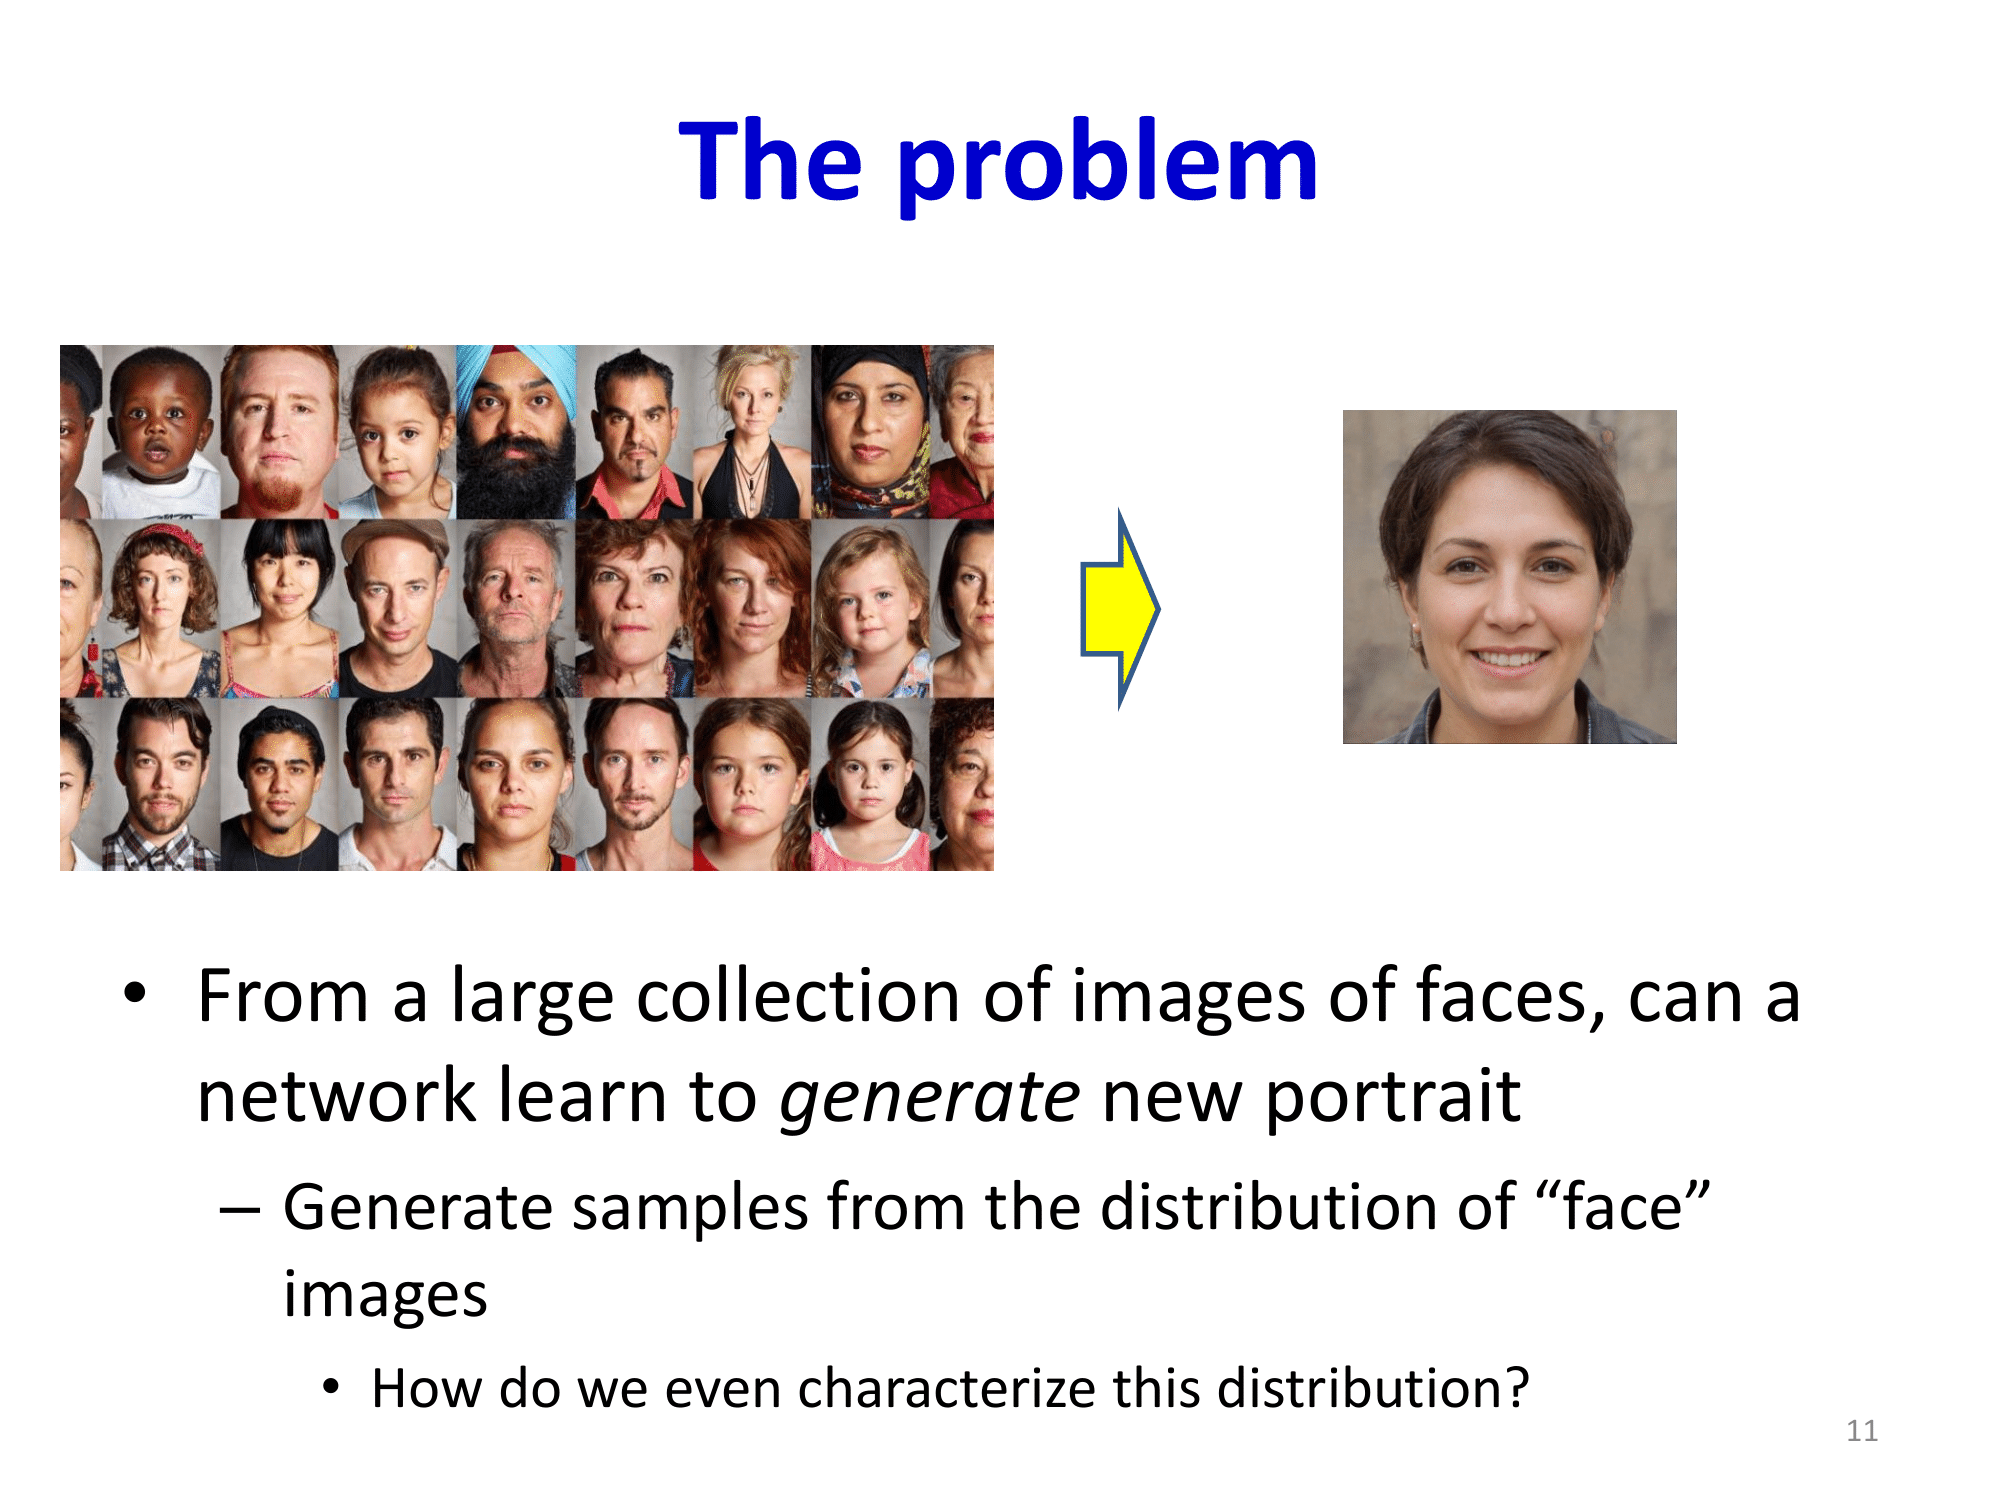 The problem
• From a large collection of images of faces, can a
network learn to generate new portrait
– Generate samples from the distribution of “face”
images
• How do we even characterize this distribution?
11